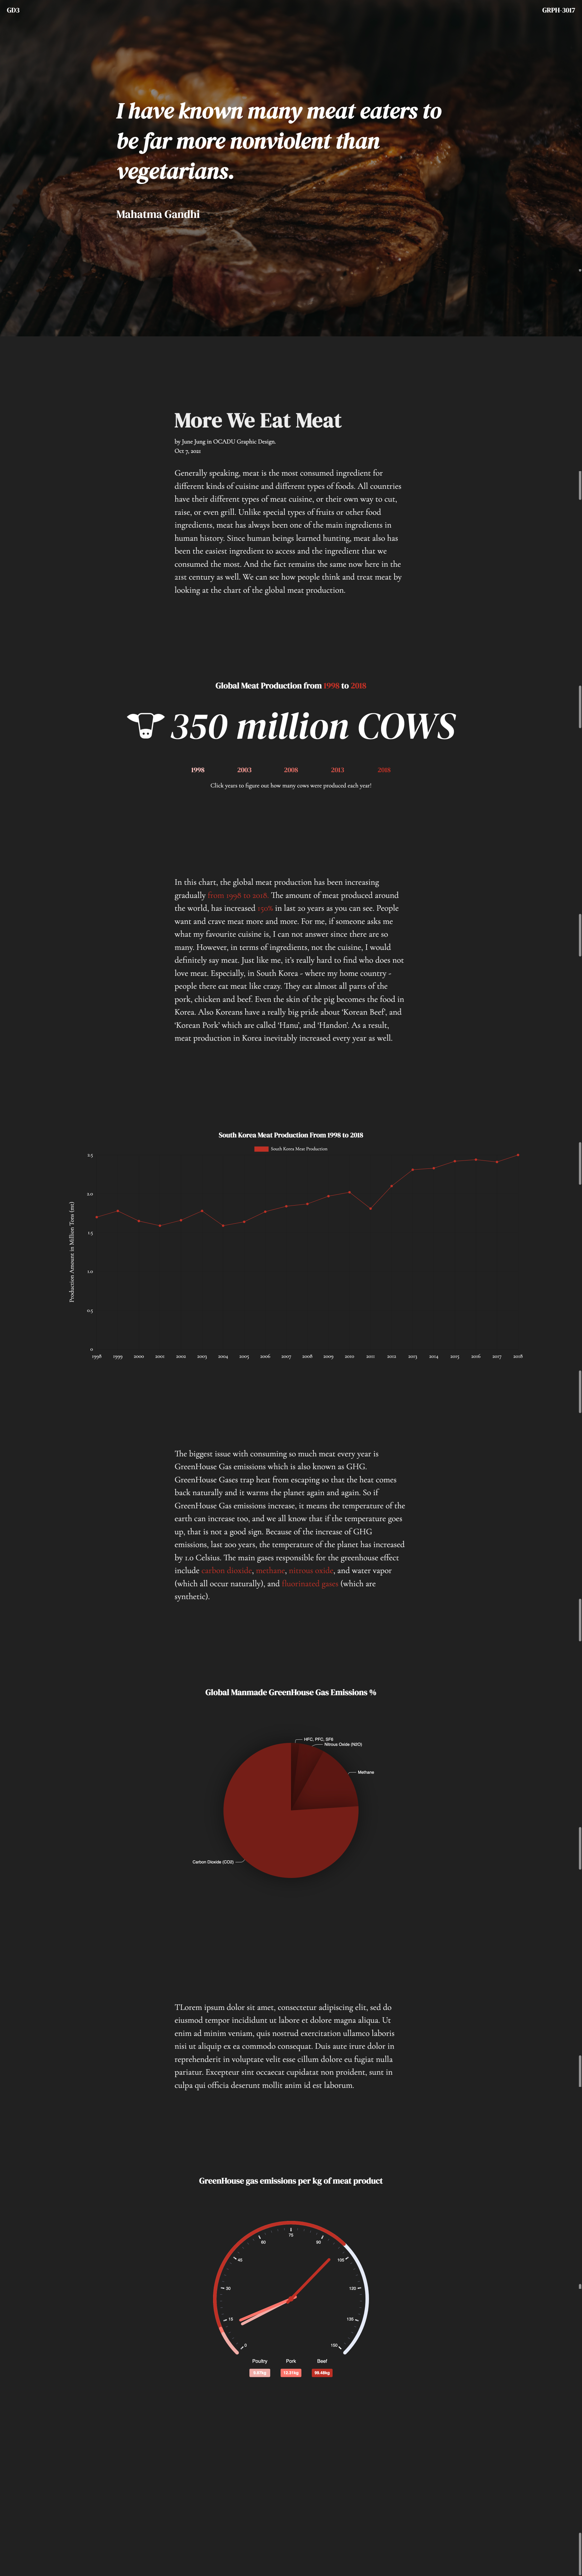 GD3
GRPH-3017
I have known many meat eaters to
be far more nonviolent than
vegetarians.
Mahatma Gandhi
More We Eat Meat
by June Jung in OCADU Graphic Design.
Oct 7, 2021
Generally speaking, meat is the most consumed ingredient for
different kinds of cuisine and different types of foods. All countries
have their different types of meat cuisine, or their own way to cut,
raise, or even grill. Unlike special types of fruits or other food
ingredients, meat has always been one of the main ingredients in
human history. Since human beings learned hunting, meat also has
been the easiest ingredient to access and the ingredient that we
consumed the most. And the fact remains the same now here in the
21st century as well. We can see how people think and treat meat by
looking at the chart of the global meat production.
Global Meat Production from 1998 to 2018
350 million COWS
1998 2003 2008 2013 2018
Click years to figure out how many cows were produced each year!
In this chart, the global meat production has been increasing
gradually from 1998 to 2018. The amount of meat produced around
the world, has increased in last 20 years as you can see. People
want and crave meat more and more. For me, if someone asks me
what my favourite cuisine is, I can not answer since there are so
many. However, in terms of ingredients, not the cuisine, I would
definitely say meat. Just like me, it's really hard to find who does not
love meat. Especially, in South Korea - where my home country -
people there eat meat like crazy. They eat almost all parts of the
pork, chicken and beef. Even the skin of the pig becomes the food in
Korea. Also Koreans have a really big pride about 'Korean Beef', and
'Korean Pork' which are called 'Hanu', and 'Handon'. As a result,
meat production in Korea inevitably increased every year as well.
South Korea Meat Production From 1998 to 2018
South Korea Meat Production
Production Amount in Million Tons (mt)
2.5
2.0
1.5
1.0
0.5
0
1998 1999 2000 2001 2002 2003 2004 2005 2006 2007 2008 2009 2010 2011 2012 2013 2014 2015 2016 2017 2018
The biggest issue with consuming so much meat every year is
GreenHouse Gas emissions which is also known as GHG.
GreenHouse Gases trap heat from escaping so that the heat comes
back naturally and it warms the planet again and again. So if
GreenHouse Gas emissions increase, it means the temperature of the
earth can increase too, and we all know that if the temperature goes
up, that is not a good sign. Because of the increase of GHG
emissions, last 200 years, the temperature of the planet has increased
by 1.0 Celsius. The main gases responsible for the greenhouse effect
include carbon dioxide, methane, nitrous oxide, and water vapor
(which all occur naturally), and fluorinated gases (which are
synthetic).
Global Manmade GreenHouse Gas Emissions %
HFC, PFC, SF6
Nitrous Oxide (N2O)
Methane
Carbon Dioxide (CO2)
TLorem ipsum dolor sit amet, consectetur adipiscing elit, sed do
eiusmod tempor incididunt ut labore et dolore magna aliqua. Ut
enim ad minim veniam, quis nostrud exercitation ullamco laboris
nisi ut aliquip ex ea commodo consequat. Duis aute irure dolor in
reprehenderit in voluptate velit esse cillum dolore eu fugiat nulla
pariatur. Excepteur sint occaecat cupidatat non proident, sunt in
culpa qui officia deserunt mollit anim id est laborum.
GreenHouse gas emissions per kg of meat product
0 15 30 45 60 75 90 105 120 135 150
Poultry Pork Beef
12.31kg 99.48kg